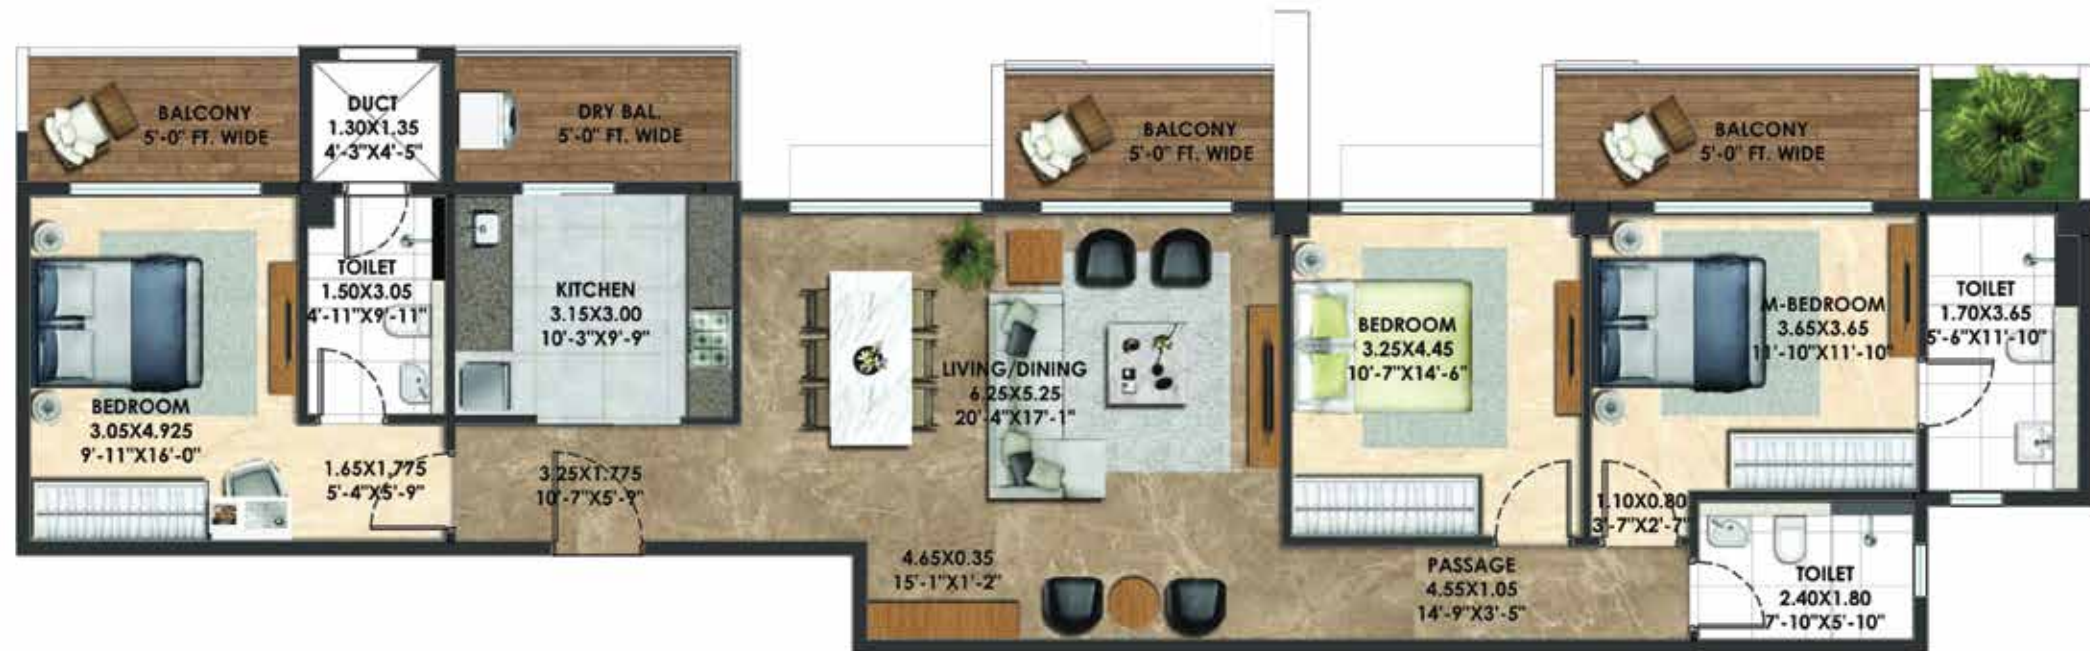 BALCONY
5'-0" FT. WIDE
DUCT
1.30X1.35
4'-3"X4'-5"
DRY BAL.
5'-0" FT. WIDE
BALCONY
5'-0" FT. WIDE
BALCONY
5'-0" FT. WIDE
TOILET
1.50X3.05
4'-11"X9'-11"
KITCHEN
3.15X3.00
10'-3"X9'-9"
LIVING/DINING
6.25X5.25
20'-4"X17'-1"
BEDROOM
3.25X4.45
10'-7"X14'-6"
M-BEDROOM
3.65X3.65
11'-10"X11'-10"
TOILET
1.70X3.65
5'-6"X11'-10"
BEDROOM
3.05X4.925
9'-11"X16'-0"
1.65X1.775
5'-4"X5'-9"
3.25X1.775
10'-7"X5'-9"
1.10X0.80
3'-7"X2'-7"
4.65X0.35
15'-1"X1'-2"
PASSAGE
4.55X1.05
14'-9"X3'-5"
TOILET
2.40X1.80
7'-10"X5'-10"